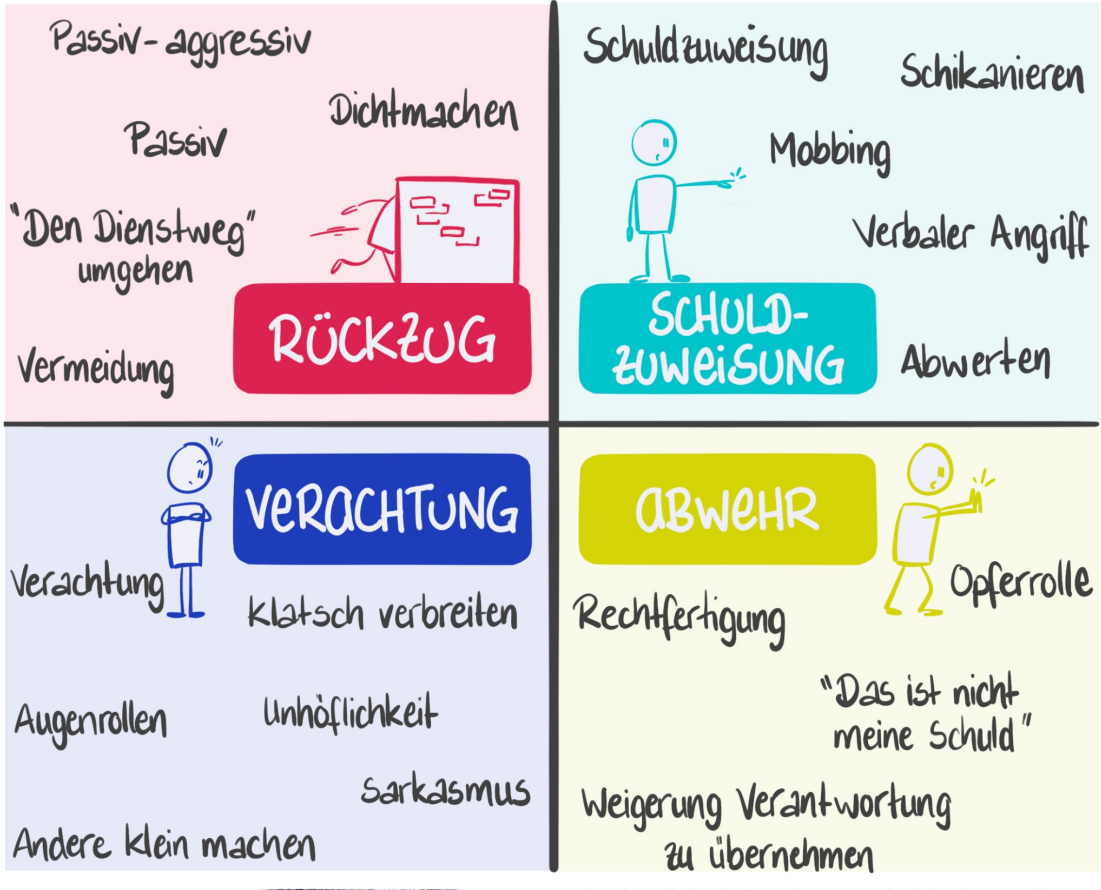 Passiv-aggressiv
Dichtmachen
Passiv
"Den Dienstweg"
umgehen
Vermeidung
RÜCKZUG
Schuldzuweisung
Schikanieren
Mobbing
Verbaler Angriff
SCHULD-
ZUWEISUNG
Abwerten
VERACHTUNG
Verachtung
Klatsch verbreiten
Augenrollen
Unhöflichkeit
Sarkasmus
Andere klein machen
ABWEHR
Opferrolle
Rechtfertigung
"Das ist nicht
meine Schuld"
Weigerung Verantwortung
zu übernehmen